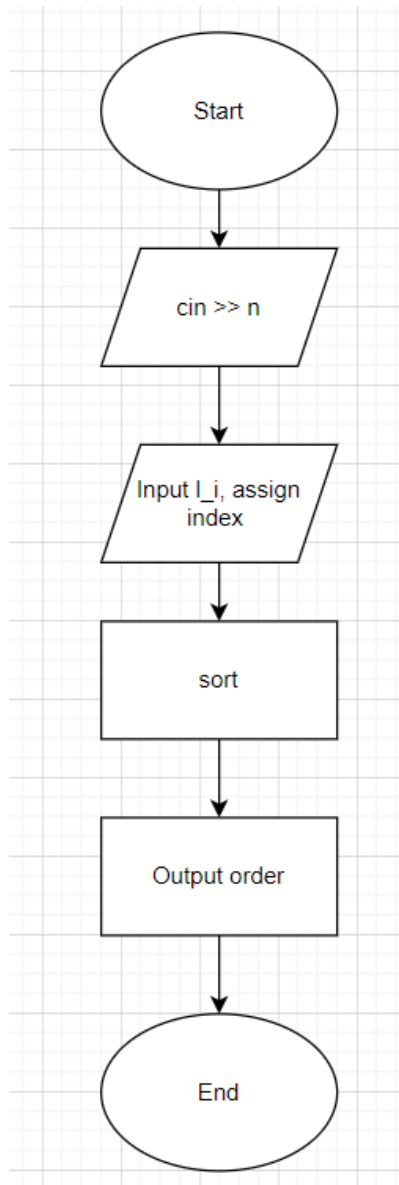 Start
cin >> n
Input l_i, assign
index
sort
Output order
End